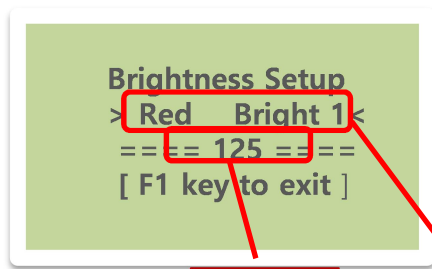 Brightness Setup
> Red Bright 1 <
==== 125 ====
[ F1 key to exit ]